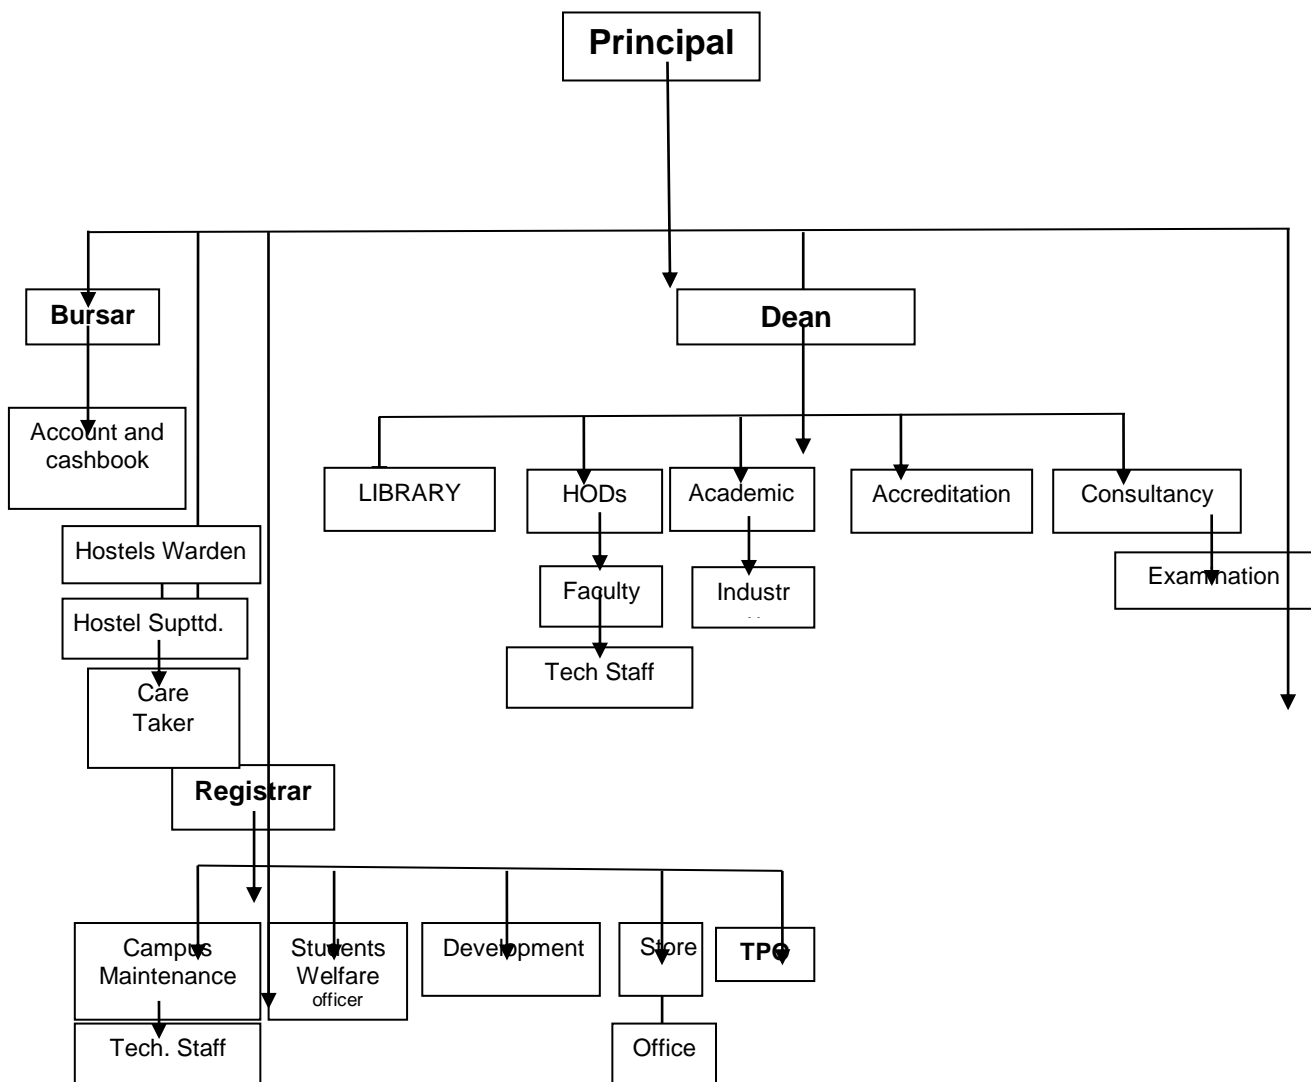 Principal
Bursar
Dean
Account and
cashbook
LIBRARY
HODs
Academic
Accreditation
Consultancy
Hostels Warden
Examination
Faculty
Industr
Hostel Supttd.
Tech Staff
Care
Taker
Registrar
Campus
Maintenance
Students
Welfare
officer
Development
Store
TPO
Tech. Staff
Office